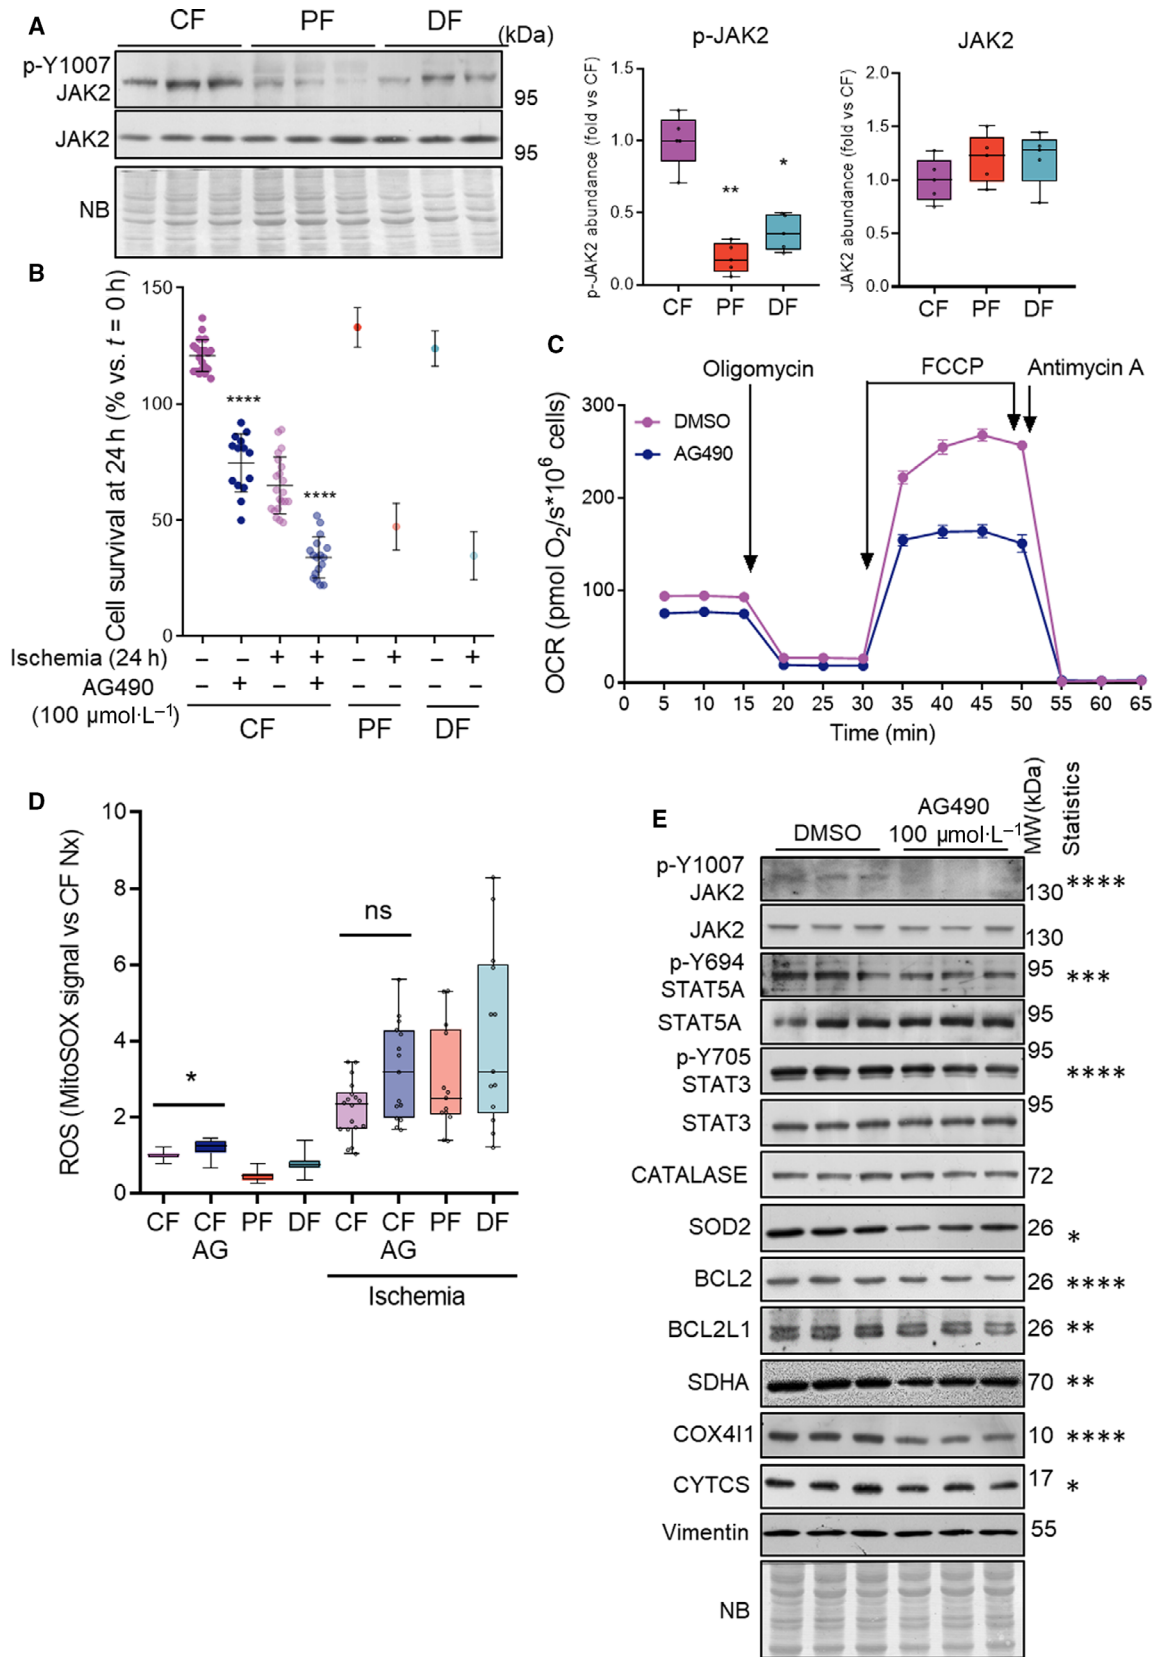 A
CF PF DF (kDa)
p-Y1007
JAK2
95
JAK2
95
NB
p-JAK2
p-JAK2 abundance (fold vs CF)
1.5
1.0
0.5
0.0
**
*
CF PF DF
JAK2
JAK2 abundance (fold vs CF)
2.0
1.5
1.0
0.5
0.0
CF PF DF
B
Cell survival at 24 h (% vs. t = 0 h)
150
100
50
0
****
****
Ischemia (24 h) – – + + – + – +
AG490 – + – + – – – –
(100 µmol·L–1)
CF PF DF
C
Oligomycin FCCP Antimycin A
OCR (pmol O2/s*10^6 cells)
300
200
100
0
DMSO
AG490
0 5 10 15 20 25 30 35 40 45 50 55 60 65
Time (min)
D
ROS (MitoSOX signal vs CF Nx)
10
8
6
4
2
0
*
ns
CF CF PF DF CF CF PF DF
AG AG
Ischemia
E
DMSO
AG490
100 µmol·L–1
MW(kDa)
Statistics
p-Y1007
JAK2 130 ****
JAK2 130
p-Y694
STAT5A 95 ***
STAT5A 95
p-Y705
STAT3 95 ****
STAT3 95
CATALASE 72
SOD2 26 *
BCL2 26 ****
BCL2L1 26 **
SDHA 70 **
COX4I1 10 ****
CYTCS 17 *
Vimentin 55
NB